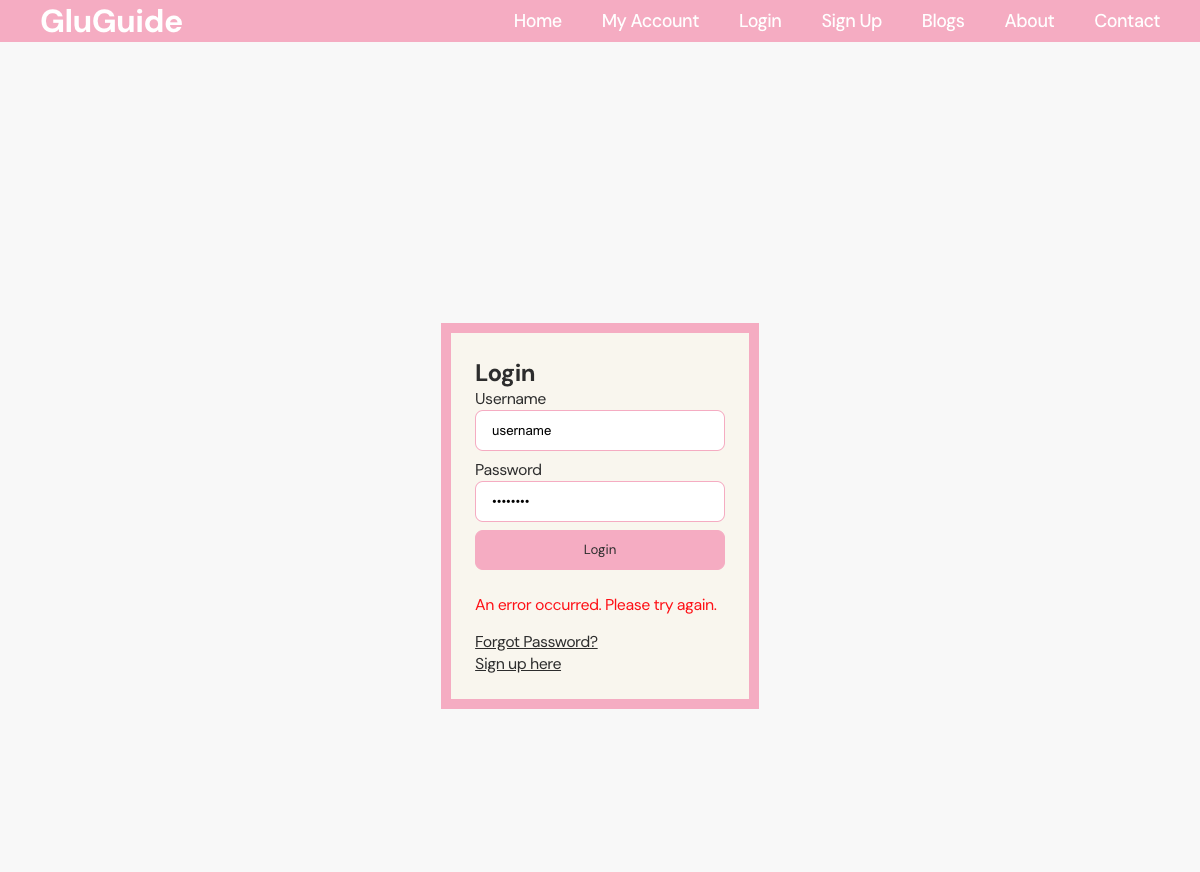 GluGuide Home My Account Login Sign Up Blogs About Contact
Login
Username
username
Password
••••••••
Login
An error occurred. Please try again.
Forgot Password?
Sign up here